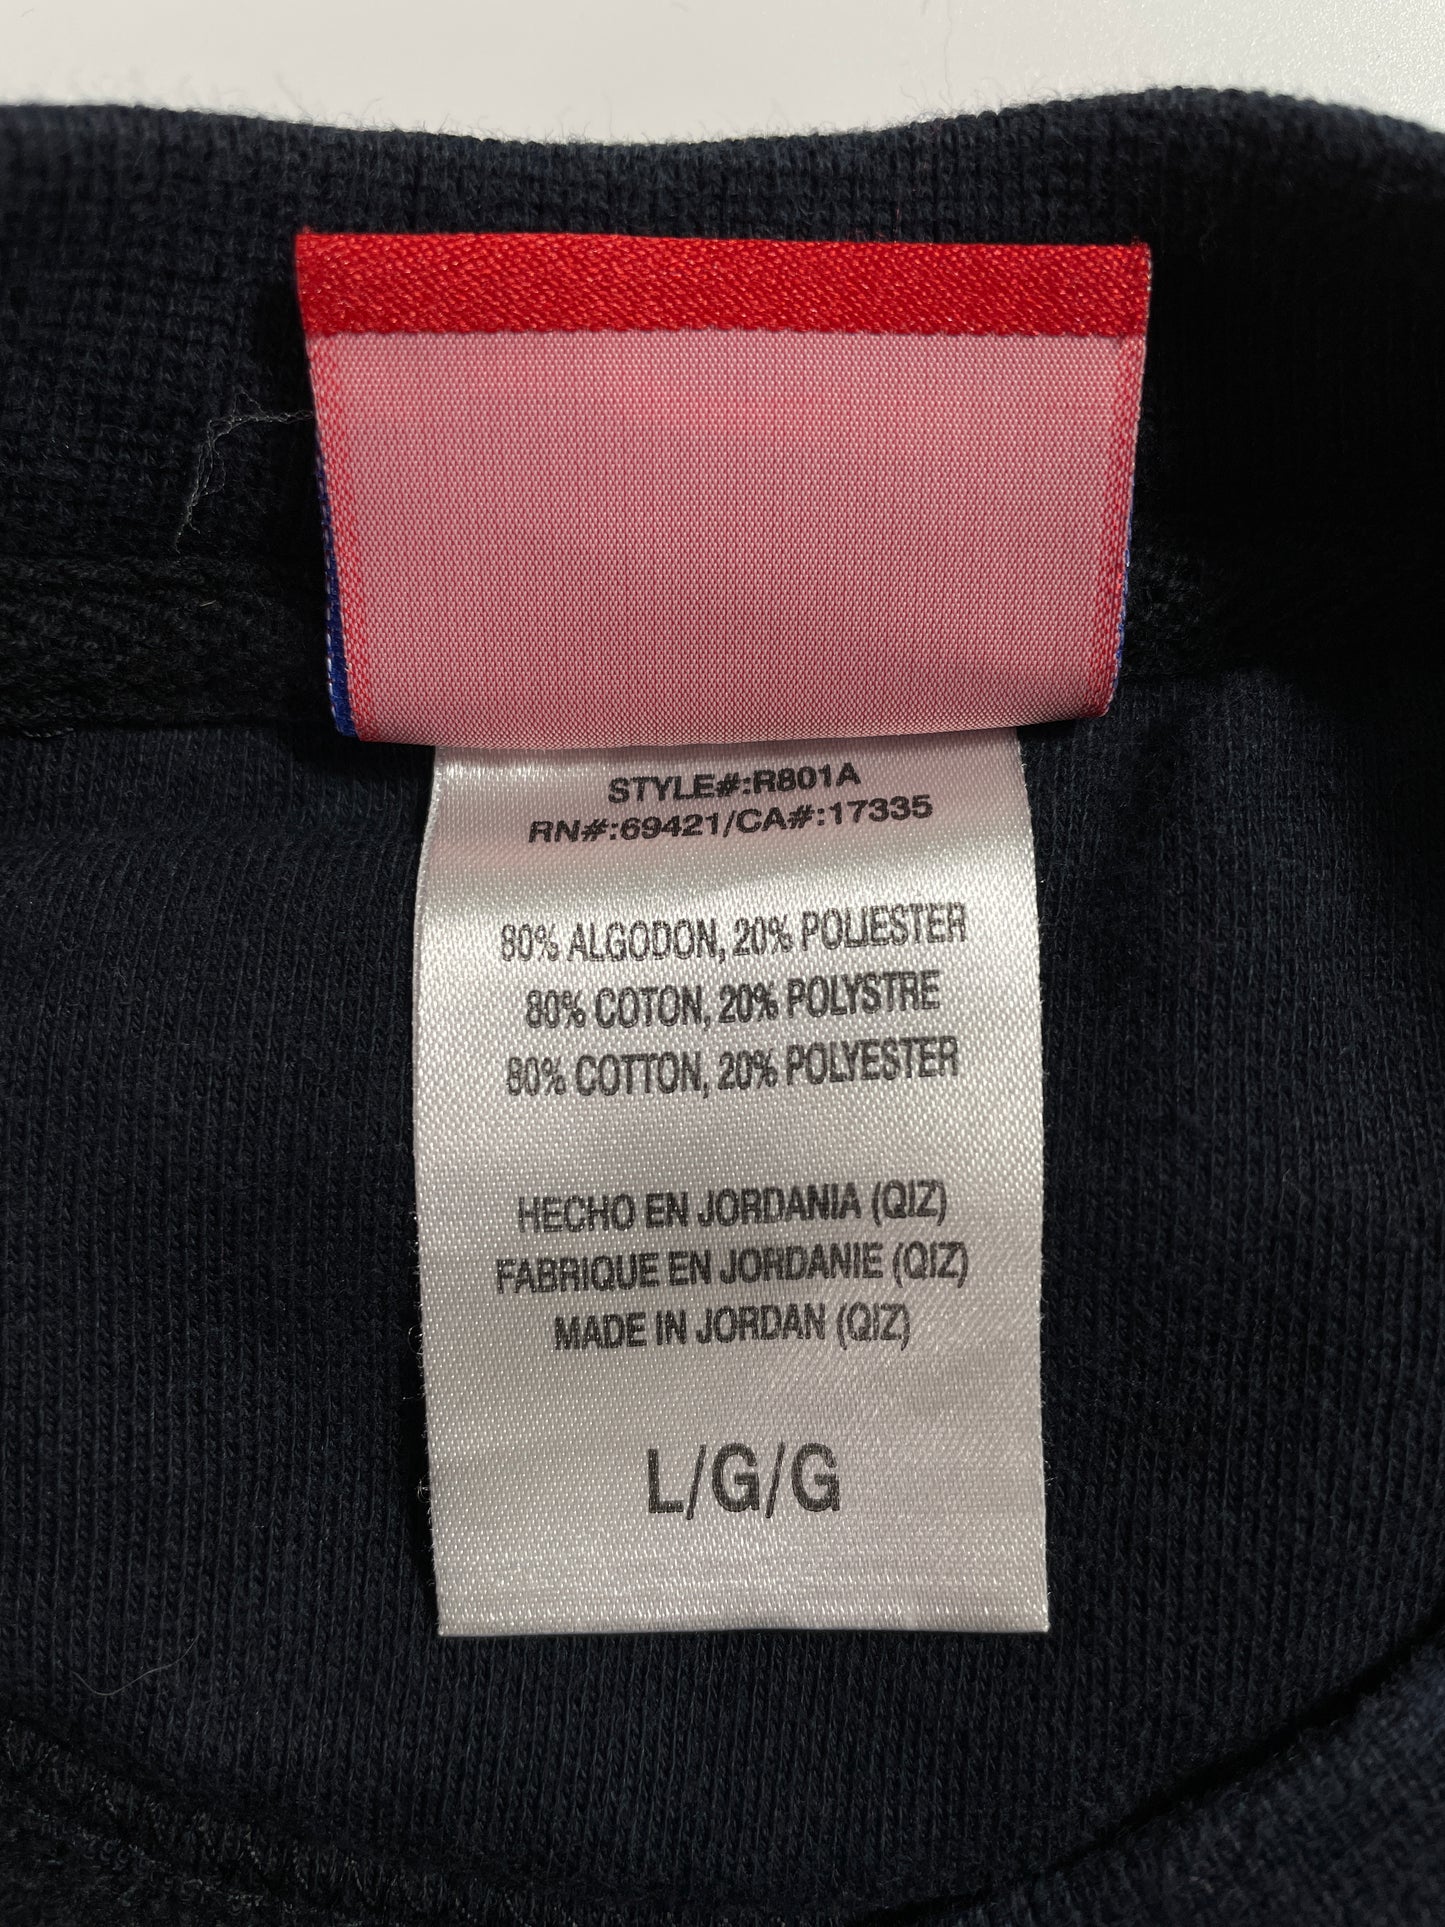 STYLE#:R801A
RN#:69421/CA#:17335
80% ALGODON, 20% POLIESTER
80% COTON, 20% POLYSTRE
80% COTTON, 20% POLYESTER
HECHO EN JORDANIA (QIZ)
FABRIQUE EN JORDANIE (QIZ)
MADE IN JORDAN (QIZ)
L/G/G